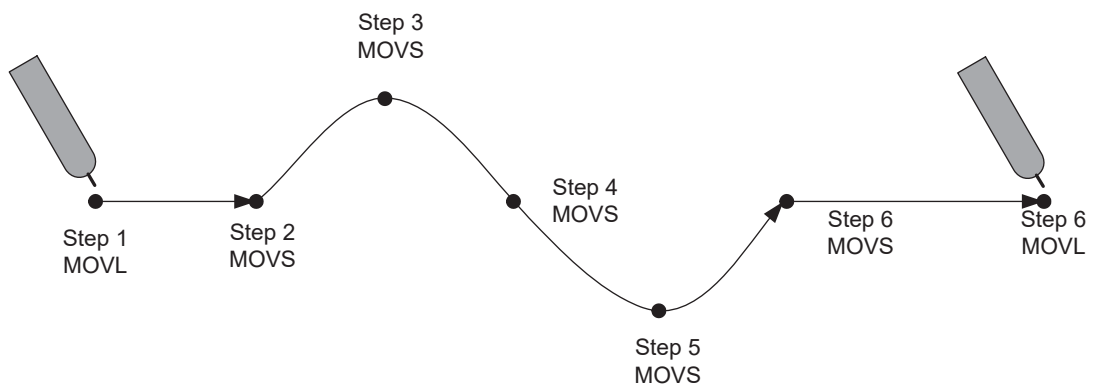 Step 3
MOVS
Step 4
MOVS
Step 1
MOVL
Step 2
MOVS
Step 6
MOVS
Step 6
MOVL
Step 5
MOVS